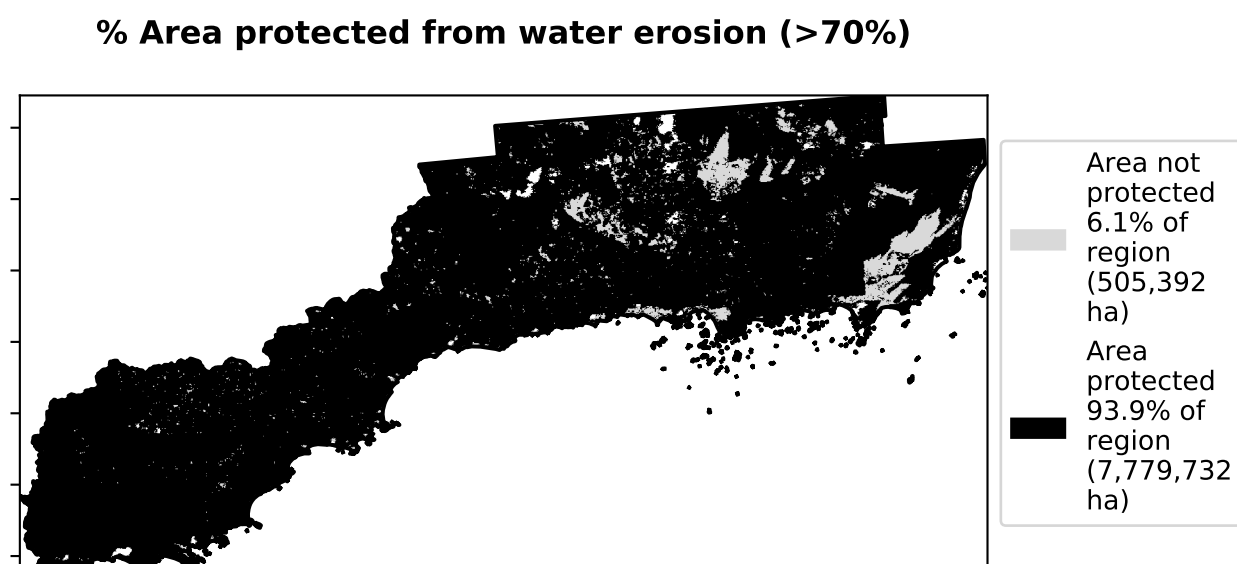 % Area protected from water erosion (>70%)
Area not
protected
6.1% of
region
(505,392
ha)
Area
protected
93.9% of
region
(7,779,732
ha)